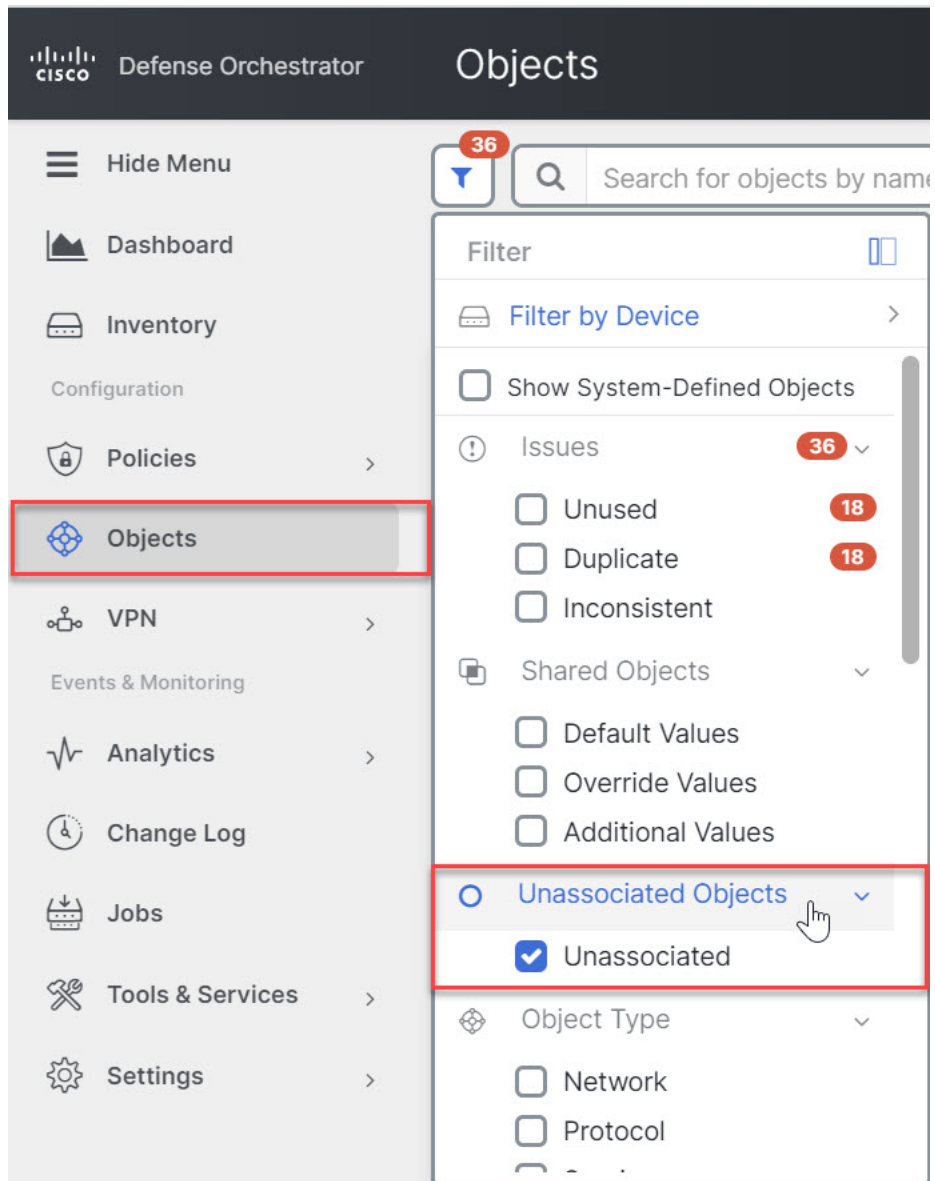 CISCO Defense Orchestrator
Objects
Hide Menu
Dashboard
Inventory
Configuration
Policies
Objects
VPN
Events & Monitoring
Analytics
Change Log
Jobs
Tools & Services
Settings
36
Search for objects by name
Filter
Filter by Device
Show System-Defined Objects
Issues 36
Unused 18
Duplicate 18
Inconsistent
Shared Objects
Default Values
Override Values
Additional Values
Unassociated Objects
Unassociated
Object Type
Network
Protocol